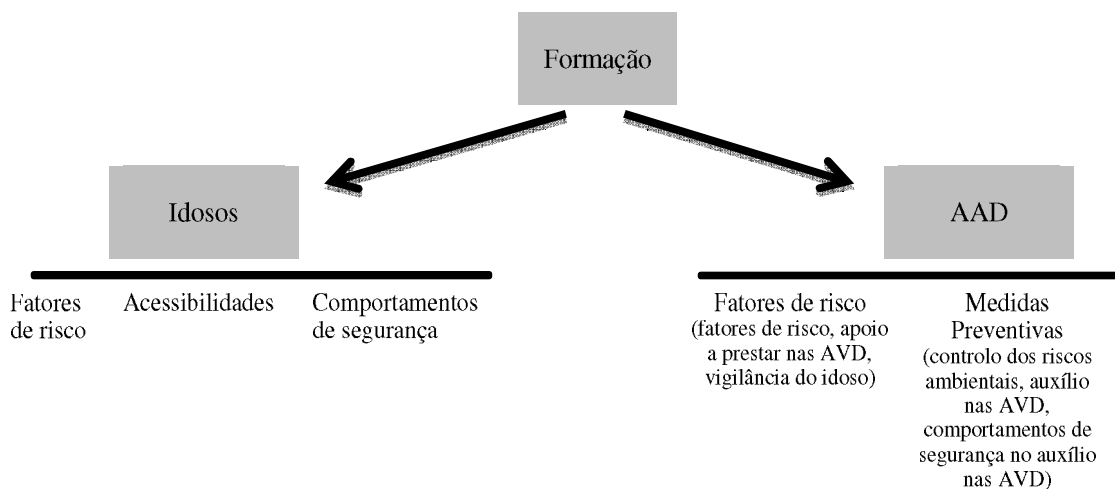 Formação
Idosos
AAD
Fatores
de risco
Acessibilidades
Comportamentos
de segurança
Fatores de risco
(fatores de risco, apoio
a prestar nas AVD,
vigilância do idoso)
Medidas
Preventivas
(controlo dos riscos
ambientais, auxílio
nas AVD,
comportamentos de
segurança no auxílio
nas AVD)